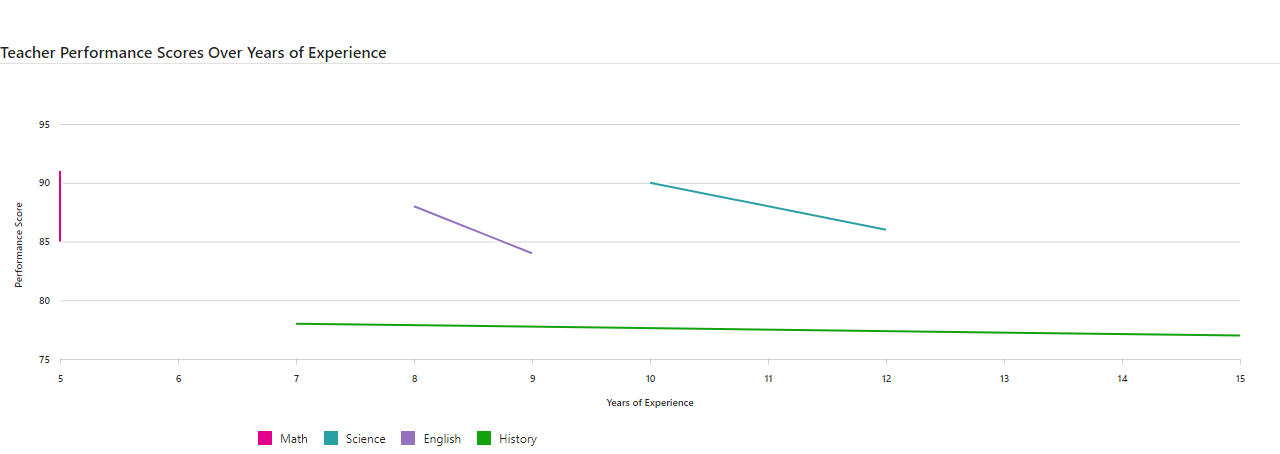 Teacher Performance Scores Over Years of Experience
95
90
85
80
75
Performance Score
5 6 7 8 9 10 11 12 13 14 15
Years of Experience
Math Science English History